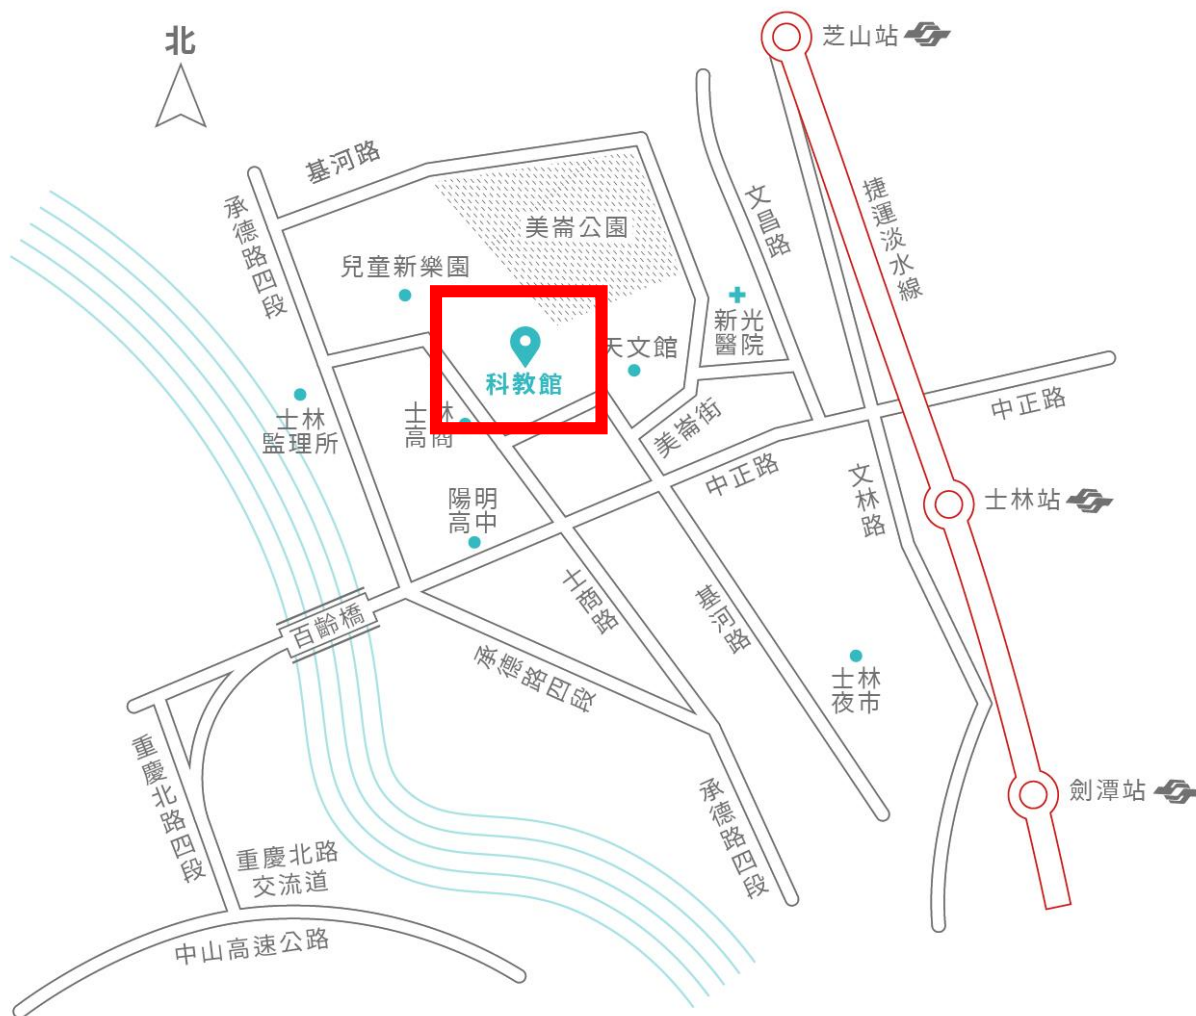 北
芝山站
基河路
承德路四段
美崙公園
文昌路
捷運淡水線
兒童新樂園
新光
醫院
天文館
科教館
士林
監理所
士林
高商
美崙街
中正路
中正路
陽明
高中
文林路
士林站
百齡橋
士商路
基河路
承德路四段
士林
夜市
重慶北路四段
承德路四段
劍潭站
重慶北路
交流道
中山高速公路